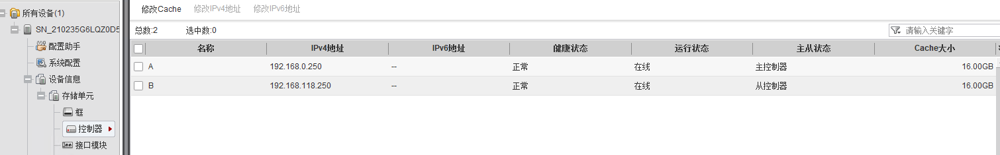 所有设备(1)
SN_210235G6LQZ0D5
配置助手
系统配置
设备信息
存储单元
框
控制器
接口模块
修改Cache 修改IPv4地址 修改IPv6地址
总数:2 选中数:0 请输入关键字
名称 IPv4地址 IPv6地址 健康状态 运行状态 主从状态 Cache大小
A 192.168.0.250 -- 正常 在线 主控制器 16.00GB
B 192.168.118.250 -- 正常 在线 从控制器 16.00GB